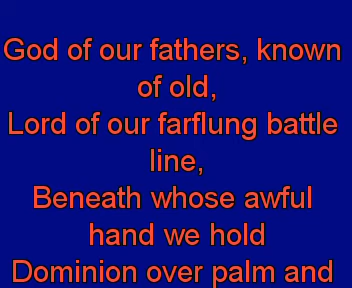 God of our fathers, known
of old,
Lord of our farflung battle
line,
Beneath whose awful
hand we hold
Dominion over palm and